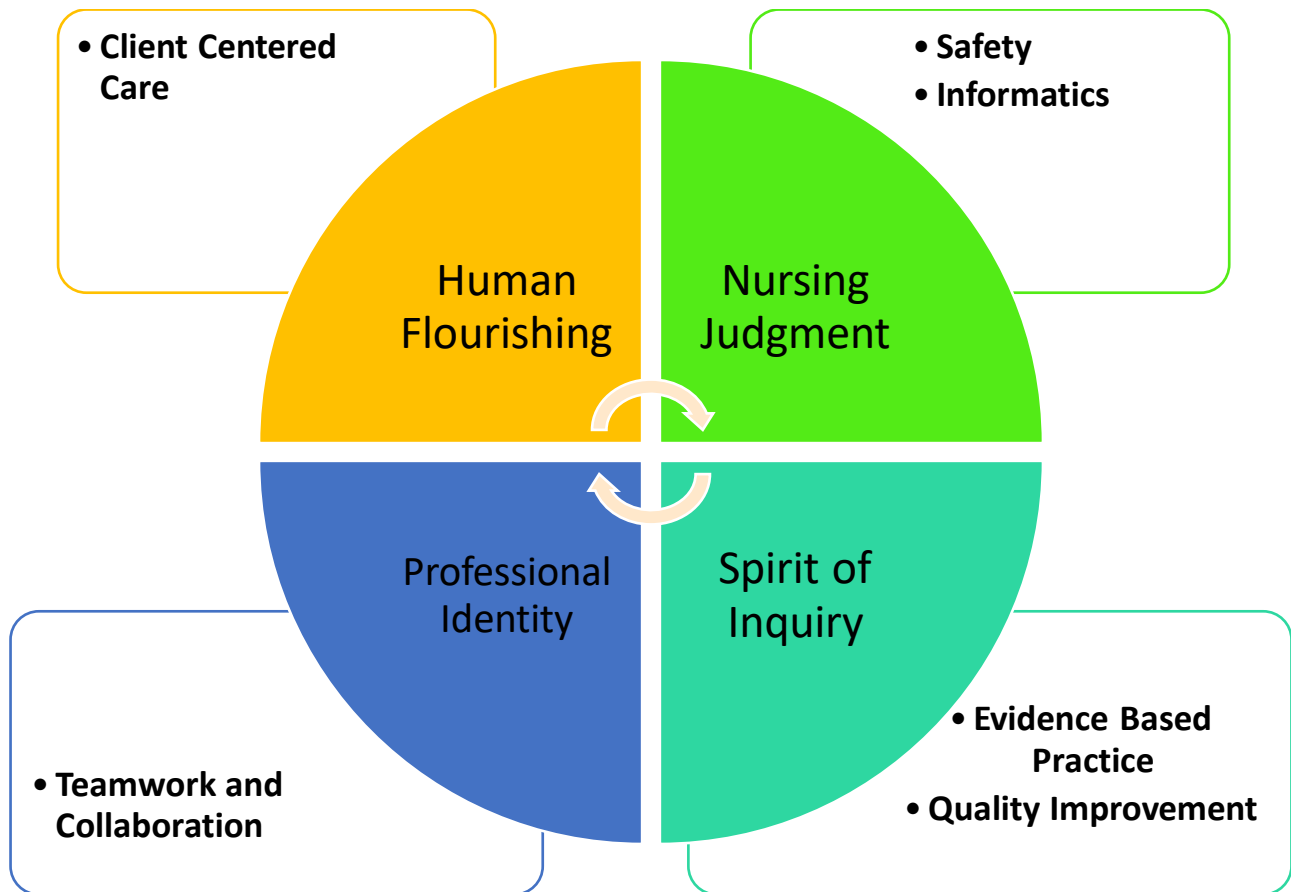 • Client Centered
Care
• Safety
• Informatics
Human
Flourishing
Nursing
Judgment
Professional
Identity
Spirit of
Inquiry
• Teamwork and
Collaboration
• Evidence Based
Practice
• Quality Improvement